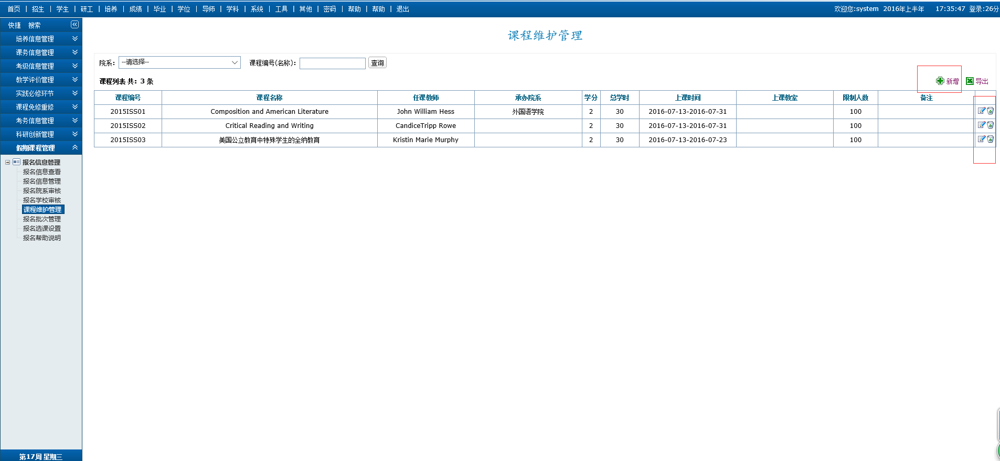 首页 | 招生 | 学生 | 研工 | 培养 | 成绩 | 毕业 | 学位 | 导师 | 学科 | 系统 | 工具 | 其他 | 密码 | 帮助 | 帮助 | 退出 欢迎您:system 2016年上半年 17:35:47 登录:26分
快捷 搜索
培养信息管理
课务信息管理
考级信息管理
教学评价管理
实践必修环节
课程免修重修
考务信息管理
科研创新管理
假期课程管理
报名信息管理
报名信息查看
报名信息管理
报名院系审核
报名学校审核
课程维护管理
报名批次管理
报名选课设置
报名帮助说明
第17周 星期三
课程维护管理
院系: --请选择-- 课程编号(名称): 查询
课程列表 共: 3 条 新增 导出
课程编号 课程名称 任课教师 承办院系 学分 总学时 上课时间 上课教室 限制人数 备注
2015ISS01 Composition and American Literature John William Hess 外国语学院 2 30 2016-07-13-2016-07-31 100
2015ISS02 Critical Reading and Writing CandiceTripp Rowe 2 30 2016-07-13-2016-07-31 100
2015ISS03 美国公立教育中特殊学生的全纳教育 Kristin Marie Murphy 2 30 2016-07-13-2016-07-23 100